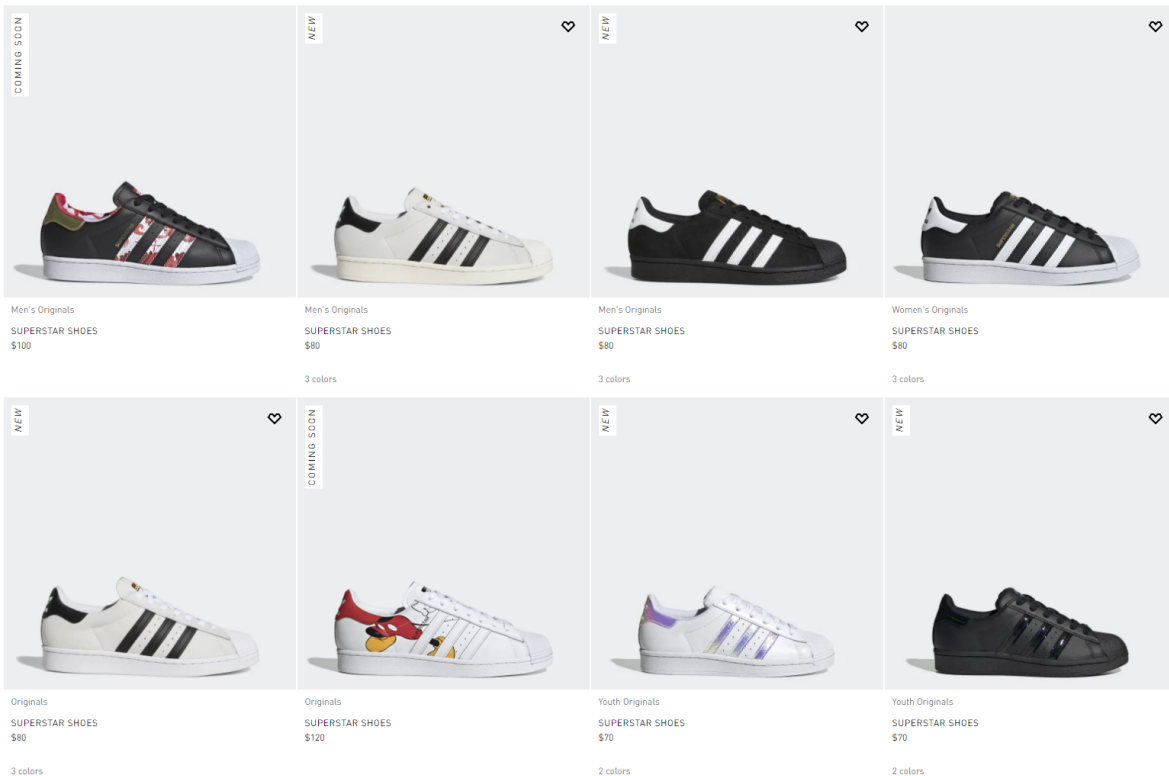 COMING SOON
NEW
NEW
Men's Originals
SUPERSTAR SHOES
$100
Men's Originals
SUPERSTAR SHOES
$80
3 colors
Men's Originals
SUPERSTAR SHOES
$80
3 colors
Women's Originals
SUPERSTAR SHOES
$80
3 colors
NEW
COMING SOON
NEW
NEW
Originals
SUPERSTAR SHOES
$80
3 colors
Originals
SUPERSTAR SHOES
$120
Youth Originals
SUPERSTAR SHOES
$70
2 colors
Youth Originals
SUPERSTAR SHOES
$70
2 colors